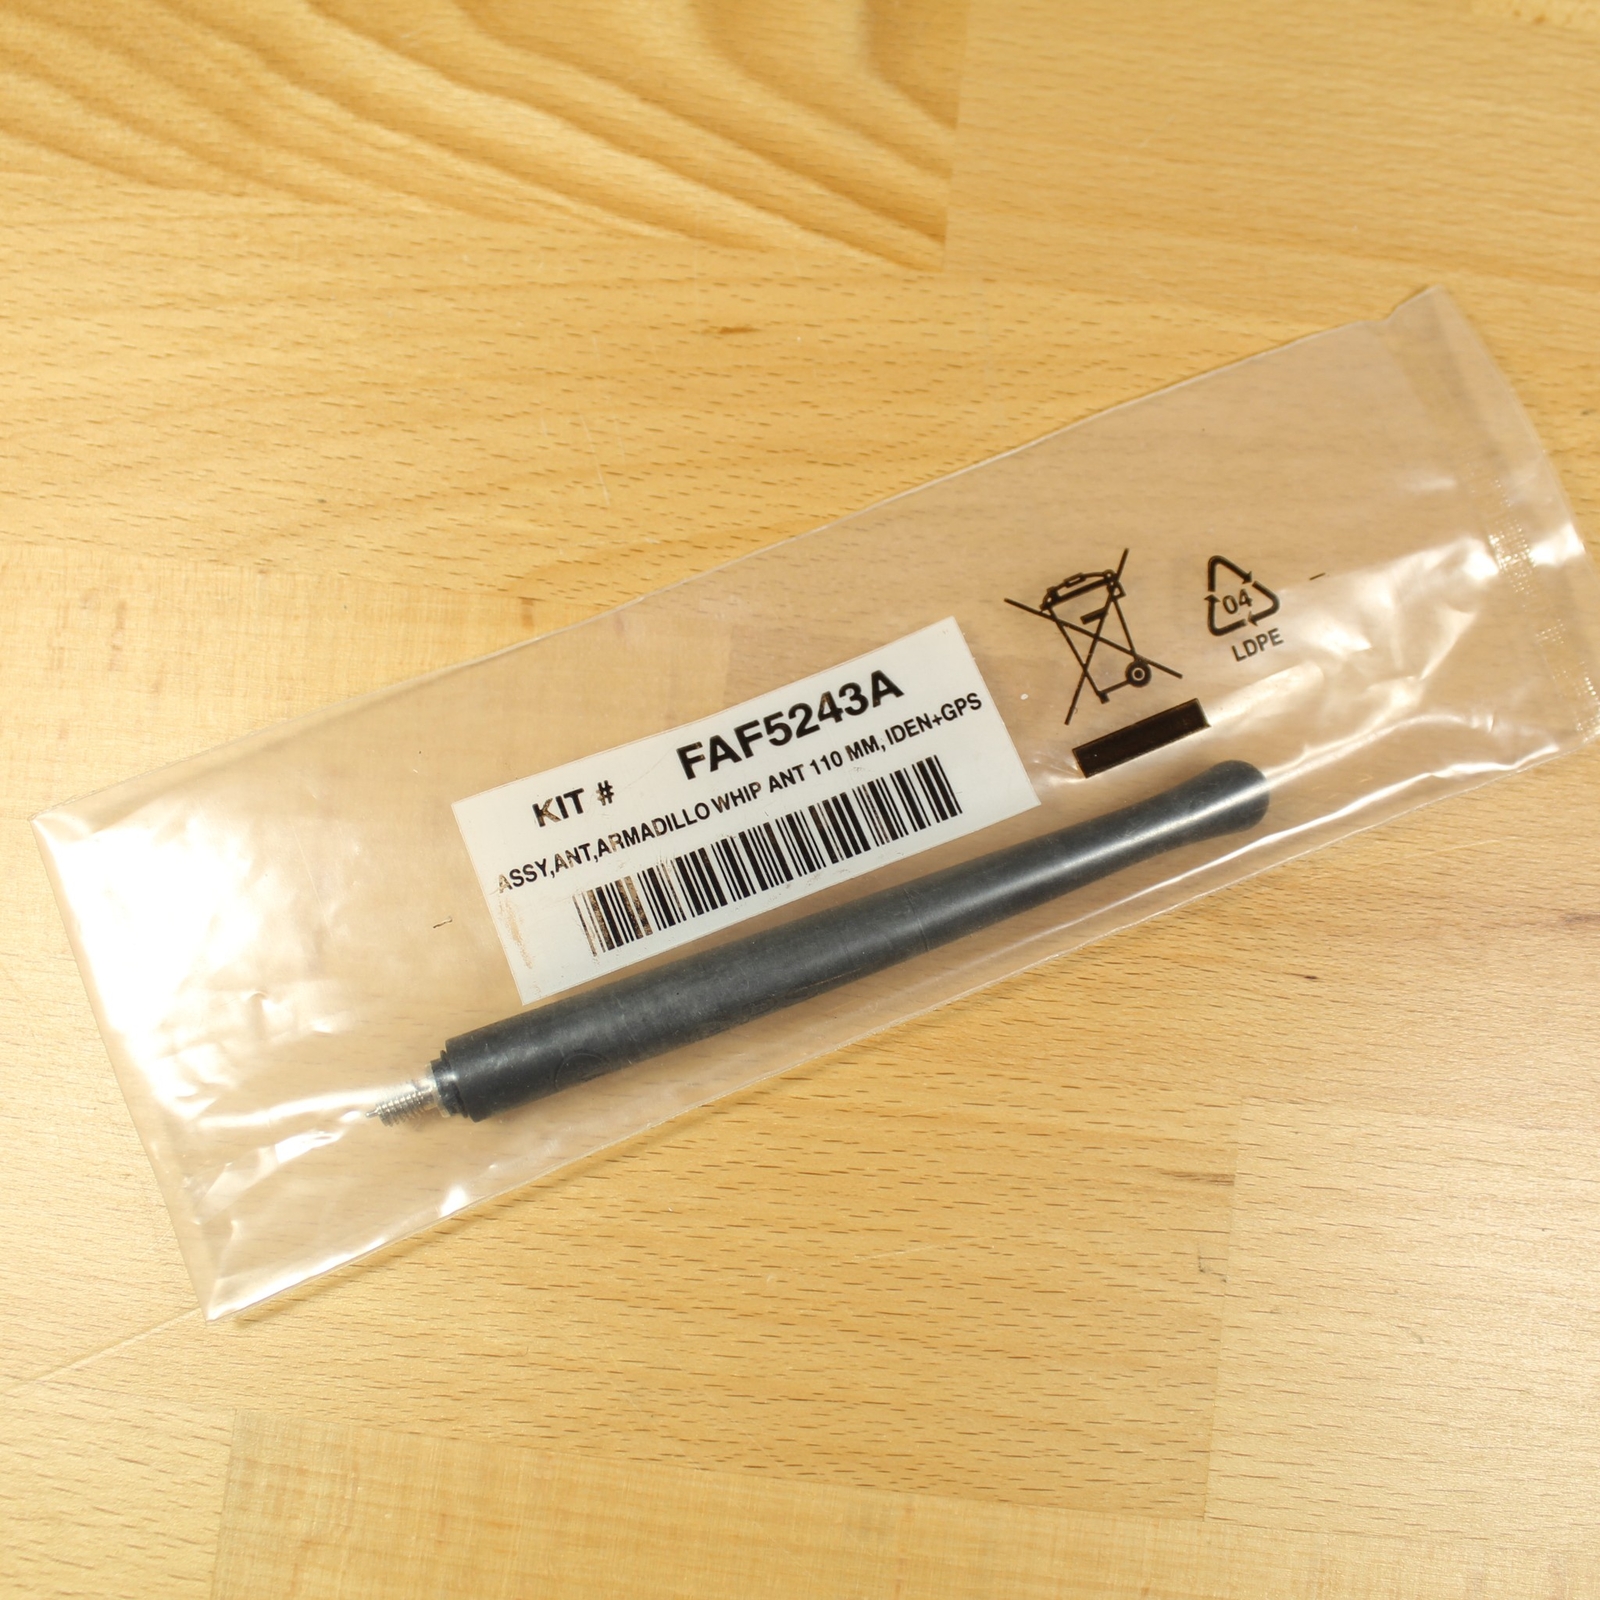 KIT # FAF5243A
ASSY,ANT,ARMADILLO WHIP ANT 110 MM, IDEN+GPS
04
LDPE